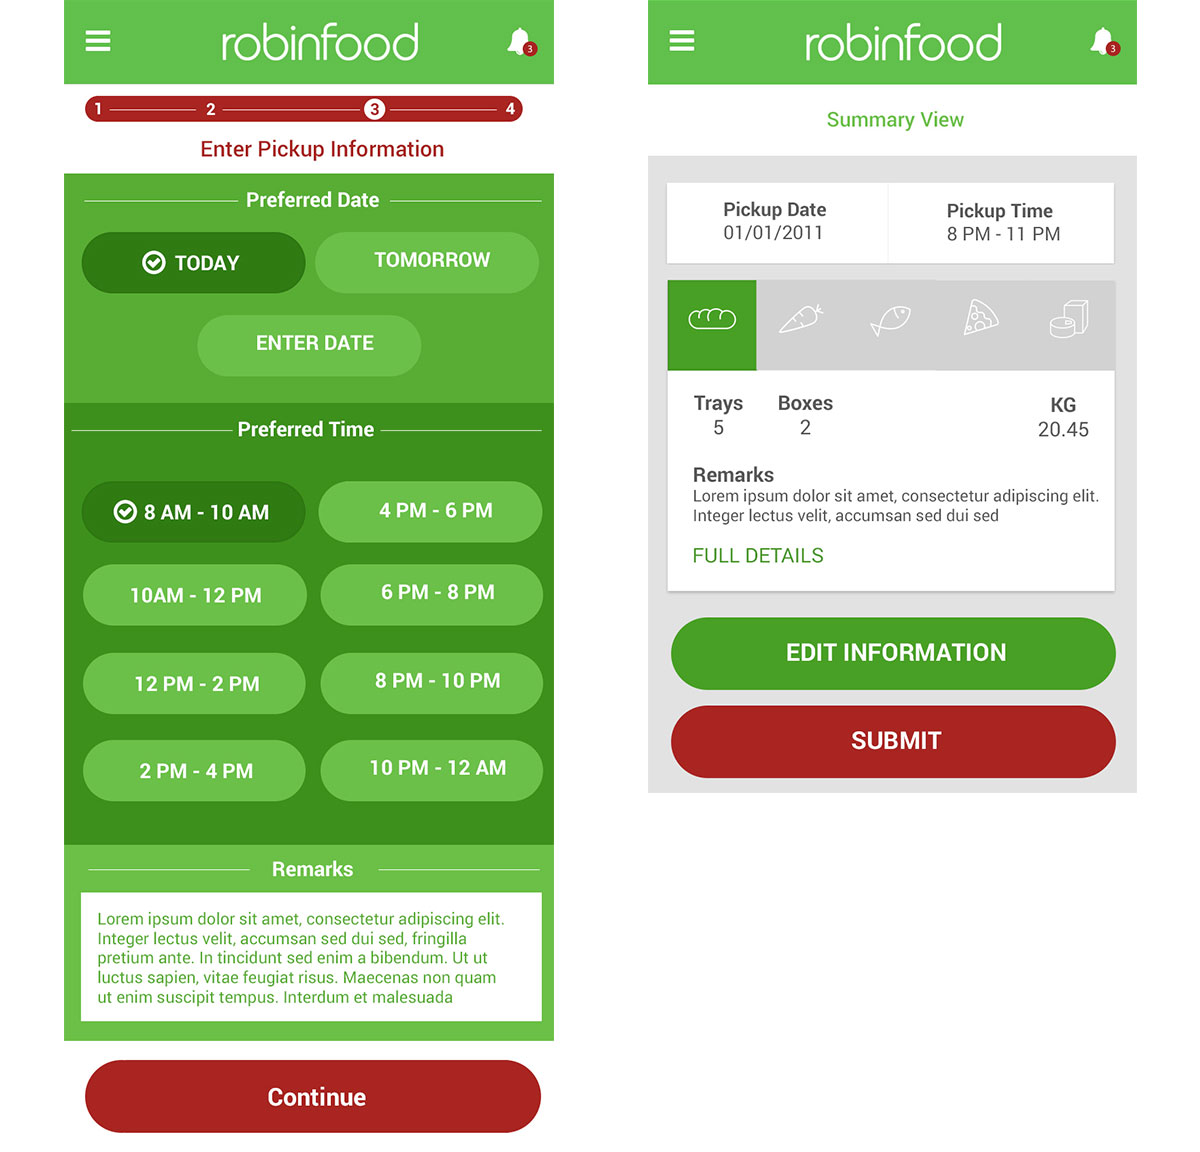 robinfood
3
1 2 3 4
Enter Pickup Information
Preferred Date
TODAY
TOMORROW
ENTER DATE
Preferred Time
8 AM - 10 AM
4 PM - 6 PM
10AM - 12 PM
6 PM - 8 PM
12 PM - 2 PM
8 PM - 10 PM
2 PM - 4 PM
10 PM - 12 AM
Remarks
Lorem ipsum dolor sit amet, consectetur adipiscing elit.
Integer lectus velit, accumsan sed dui sed, fringilla
pretium ante. In tincidunt sed enim a bibendum. Ut ut
luctus sapien, vitae feugiat risus. Maecenas non quam
ut enim suscipit tempus. Interdum et malesuada
Continue
robinfood
3
Summary View
Pickup Date
01/01/2011
Pickup Time
8 PM - 11 PM
Trays
5
Boxes
2
KG
20.45
Remarks
Lorem ipsum dolor sit amet, consectetur adipiscing elit.
Integer lectus velit, accumsan sed dui sed
FULL DETAILS
EDIT INFORMATION
SUBMIT